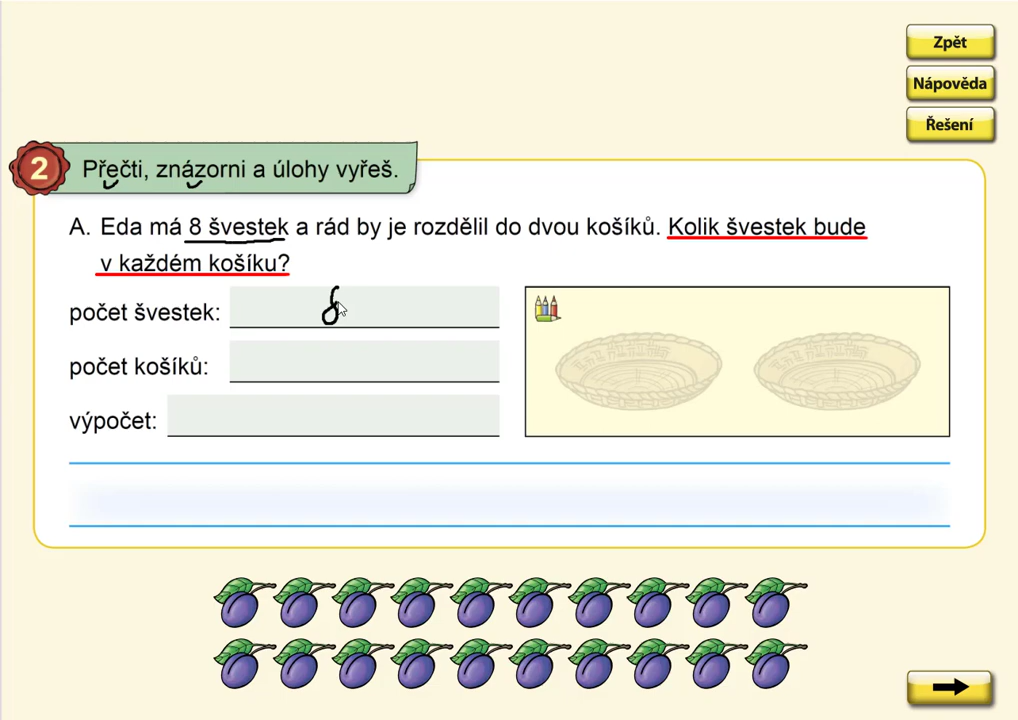 Zpět
Nápověda
Řešení
2 Přečti, znázorni a úlohy vyřeš.
A. Eda má 8 švestek a rád by je rozdělil do dvou košíků. Kolik švestek bude
v každém košíku?
počet švestek: 8
počet košíků:
výpočet: